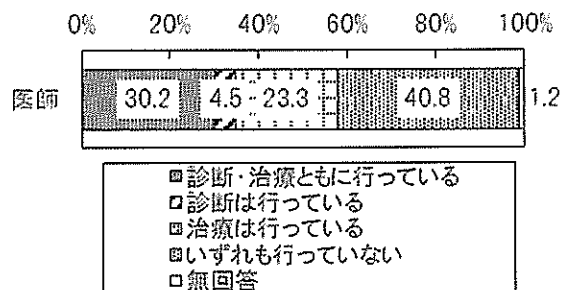 0% 20% 40% 60% 80% 100%
医師 30.2 4.5 23.3 40.8 1.2
診断・治療ともに行っている
診断は行っている
治療は行っている
いずれも行っていない
無回答